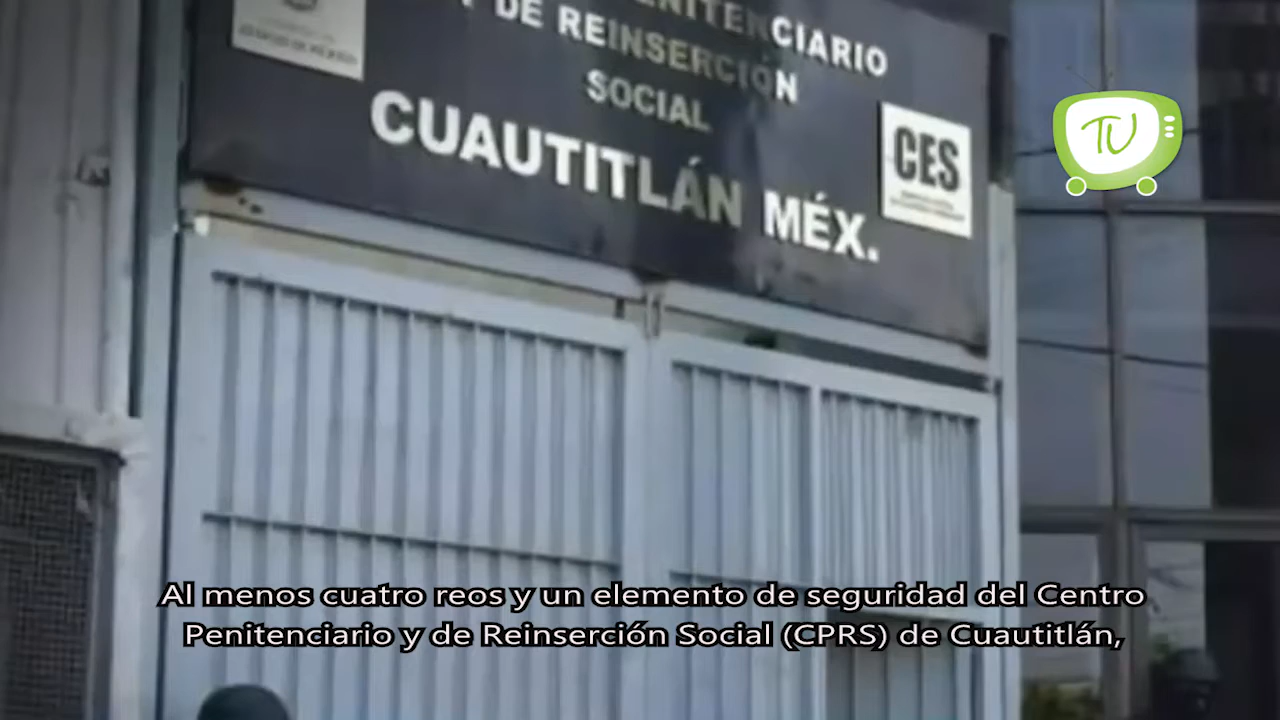 PENITENCIARIO
Y DE REINSERCIÓN
SOCIAL
CUAUTITLÁN MÉX.
CES
TV
Al menos cuatro reos y un elemento de seguridad del Centro
Penitenciario y de Reinserción Social (CPRS) de Cuautitlán,